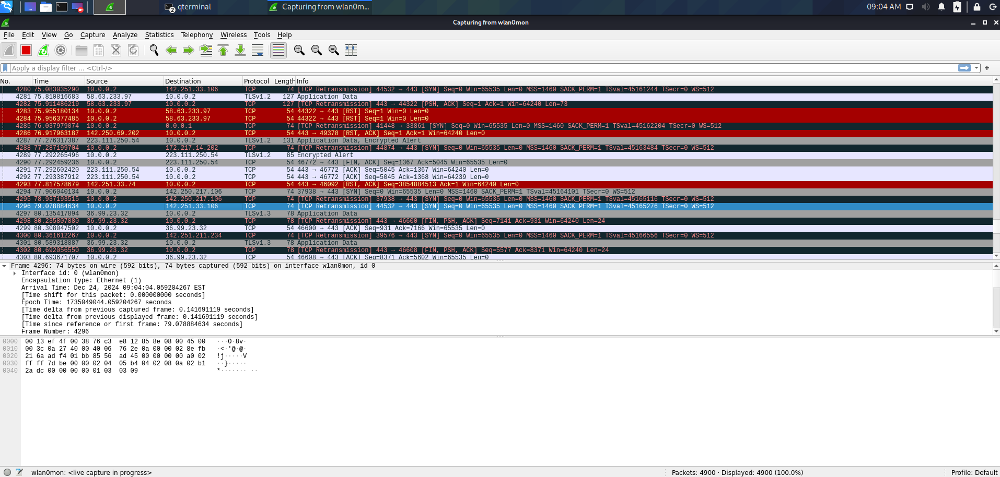 2 qterminal Capturing from wlan0m... 09:04 AM
Capturing from wlan0mon
File Edit View Go Capture Analyze Statistics Telephony Wireless Tools Help
Apply a display filter ... <Ctrl-/> +
No. Time Source Destination Protocol Length Info
4280 75.083035290 10.0.0.2 142.251.33.106 TCP 74 [TCP Retransmission] 44532 → 443 [SYN] Seq=0 Win=65535 Len=0 MSS=1460 SACK_PERM=1 TSval=45161244 TSecr=0 WS=512
4281 75.810816683 58.63.233.97 10.0.0.2 TLSv1.2 127 Application Data
4282 75.911486219 58.63.233.97 10.0.0.2 TCP 127 [TCP Retransmission] 443 → 44322 [PSH, ACK] Seq=1 Ack=1 Win=64240 Len=73
4283 75.955180134 10.0.0.2 58.63.233.97 TCP 54 44322 → 443 [RST] Seq=1 Win=0 Len=0
4284 75.956377485 10.0.0.2 58.63.233.97 TCP 54 44322 → 443 [RST] Seq=1 Win=0 Len=0
4285 76.037979074 10.0.0.2 0.0.0.1 TCP 74 [TCP Retransmission] 41448 → 33861 [SYN] Seq=0 Win=65535 Len=0 MSS=1460 SACK_PERM=1 TSval=45162204 TSecr=0 WS=512
4286 76.917963187 142.250.69.202 10.0.0.2 TCP 54 443 → 49378 [RST, ACK] Seq=1 Ack=1 Win=64240 Len=0
4287 77.276317387 223.111.250.54 10.0.0.2 TLSv1.2 131 Application Data, Encrypted Alert
4288 77.287199704 10.0.0.2 172.217.14.202 TCP 74 [TCP Retransmission] 44874 → 443 [SYN] Seq=0 Win=65535 Len=0 MSS=1460 SACK_PERM=1 TSval=45163484 TSecr=0 WS=512
4289 77.292265496 10.0.0.2 223.111.250.54 TLSv1.2 85 Encrypted Alert
4290 77.292459236 10.0.0.2 223.111.250.54 TCP 54 46772 → 443 [FIN, ACK] Seq=1367 Ack=5045 Win=65535 Len=0
4291 77.292602420 223.111.250.54 10.0.0.2 TCP 54 443 → 46772 [ACK] Seq=5045 Ack=1367 Win=64240 Len=0
4292 77.293387912 223.111.250.54 10.0.0.2 TCP 54 443 → 46772 [ACK] Seq=5045 Ack=1368 Win=64239 Len=0
4293 77.817578679 142.251.33.74 10.0.0.2 TCP 54 443 → 46092 [RST, ACK] Seq=3854884513 Ack=1 Win=64240 Len=0
4294 77.906040134 10.0.0.2 142.250.217.106 TCP 74 37938 → 443 [SYN] Seq=0 Win=65535 Len=0 MSS=1460 SACK_PERM=1 TSval=45164101 TSecr=0 WS=512
4295 78.937193515 10.0.0.2 142.250.217.106 TCP 74 [TCP Retransmission] 37938 → 443 [SYN] Seq=0 Win=65535 Len=0 MSS=1460 SACK_PERM=1 TSval=45165116 TSecr=0 WS=512
4296 79.078884634 10.0.0.2 142.251.33.106 TCP 74 [TCP Retransmission] 44532 → 443 [SYN] Seq=0 Win=65535 Len=0 MSS=1460 SACK_PERM=1 TSval=45165276 TSecr=0 WS=512
4297 80.135417894 36.99.23.32 10.0.0.2 TLSv1.3 78 Application Data
4298 80.235807880 36.99.23.32 10.0.0.2 TCP 78 [TCP Retransmission] 443 → 46600 [FIN, PSH, ACK] Seq=7141 Ack=931 Win=64240 Len=24
4299 80.308047502 10.0.0.2 36.99.23.32 TCP 54 46600 → 443 [ACK] Seq=931 Ack=7166 Win=65535 Len=0
4300 80.361612267 10.0.0.2 142.251.211.234 TCP 74 [TCP Retransmission] 39576 → 443 [SYN] Seq=0 Win=65535 Len=0 MSS=1460 SACK_PERM=1 TSval=45166556 TSecr=0 WS=512
4301 80.589318887 36.99.23.32 10.0.0.2 TLSv1.3 78 Application Data
4302 80.692056550 36.99.23.32 10.0.0.2 TCP 78 [TCP Retransmission] 443 → 46608 [FIN, PSH, ACK] Seq=5577 Ack=8371 Win=64240 Len=24
4303 80.693671707 10.0.0.2 36.99.23.32 TCP 54 46608 → 443 [ACK] Seq=8371 Ack=5602 Win=65535 Len=0
Frame 4296: 74 bytes on wire (592 bits), 74 bytes captured (592 bits) on interface wlan0mon, id 0
Interface id: 0 (wlan0mon)
Encapsulation type: Ethernet (1)
Arrival Time: Dec 24, 2024 09:04:04.059204267 EST
[Time shift for this packet: 0.000000000 seconds]
Epoch Time: 1735049044.059204267 seconds
[Time delta from previous captured frame: 0.141691119 seconds]
[Time delta from previous displayed frame: 0.141691119 seconds]
[Time since reference or first frame: 79.078884634 seconds]
Frame Number: 4296
0000 00 13 ef 4f 00 38 76 c3 e8 12 85 8e 08 00 45 00 ···O·8v·
0010 00 3c 0a 27 40 00 40 06 76 2e 0a 00 00 02 8e fb ·<·'@·@·
0020 21 6a ad f4 01 bb 85 56 ad 45 00 00 00 00 a0 02 !j·····V
0030 ff ff 7d be 00 00 02 04 05 b4 04 02 08 0a 02 b1 ··}·····
0040 2a dc 00 00 00 00 01 03 03 09 *······· ··
wlan0mon: <live capture in progress> Packets: 4900 · Displayed: 4900 (100.0%) Profile: Default